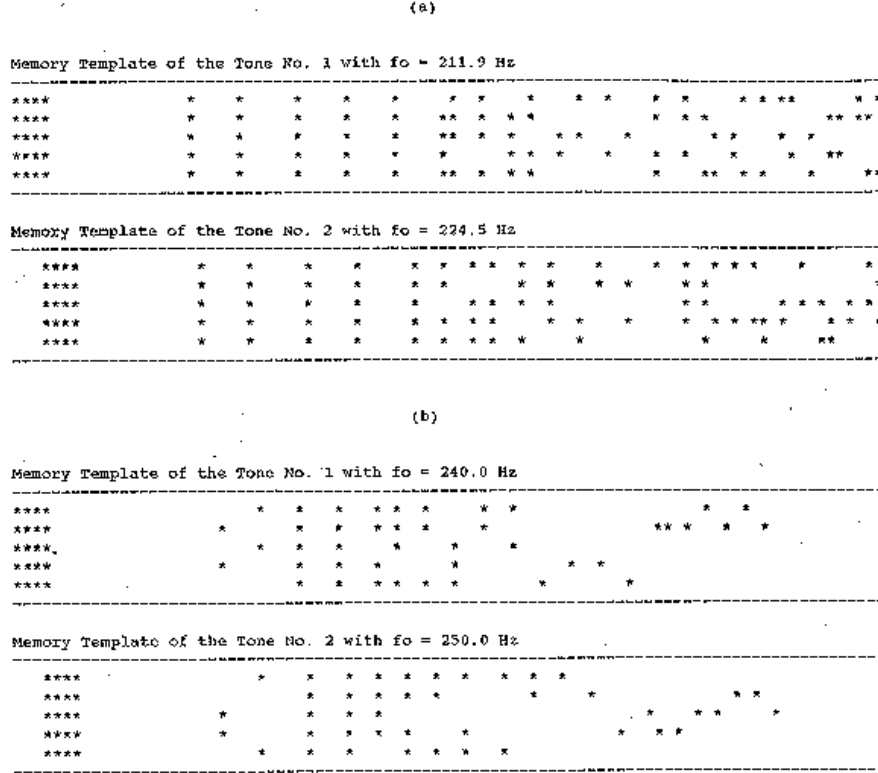 (a)
Memory Template of the Tone No. 1 with fo = 211.9 Hz
Memory Template of the Tone No. 2 with fo = 224.5 Hz
(b)
Memory Template of the Tone No. 1 with fo = 240.0 Hz
Memory Template of the Tone No. 2 with fo = 250.0 Hz